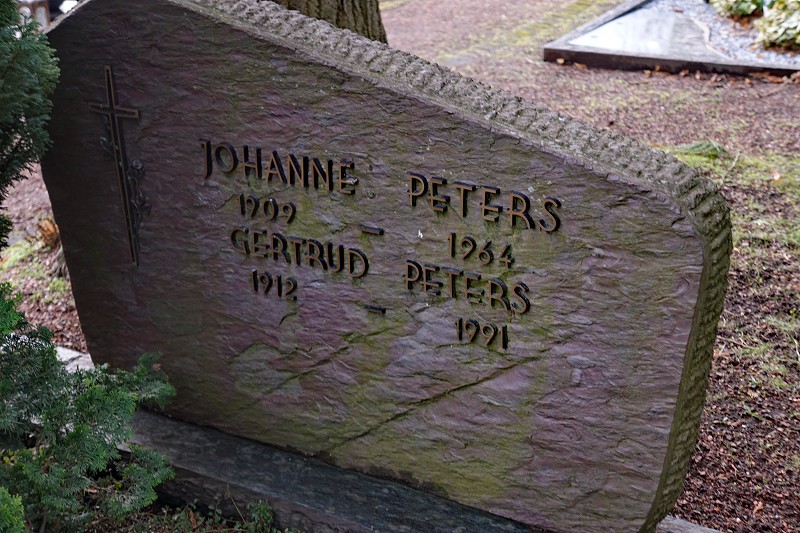 JOHANNE PETERS
1909 – 1964
GERTRUD PETERS
1912 – 1991